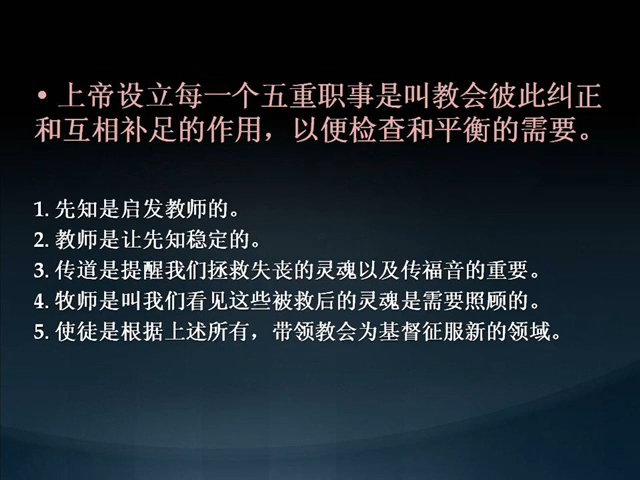 • 上帝设立每一个五重职事是叫教会彼此纠正
和互相补足的作用，以便检查和平衡的需要。
1. 先知是启发教师的。
2. 教师是让先知稳定的。
3. 传道是提醒我们拯救失丧的灵魂以及传福音的重要。
4. 牧师是叫我们看见这些被救后的灵魂是需要照顾的。
5. 使徒是根据上述所有，带领教会为基督征服新的领域。